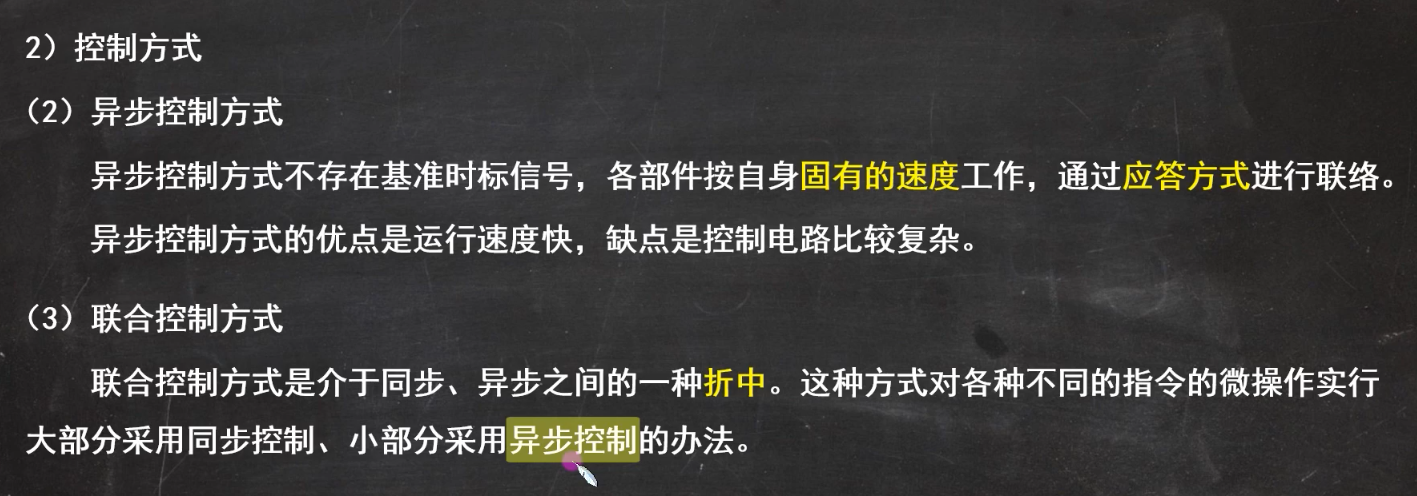 2）控制方式
（2）异步控制方式
异步控制方式不存在基准时标信号，各部件按自身固有的速度工作，通过应答方式进行联络。
异步控制方式的优点是运行速度快，缺点是控制电路比较复杂。
（3）联合控制方式
联合控制方式是介于同步、异步之间的一种折中。这种方式对各种不同的指令的微操作实行
大部分采用同步控制、小部分采用异步控制的办法。